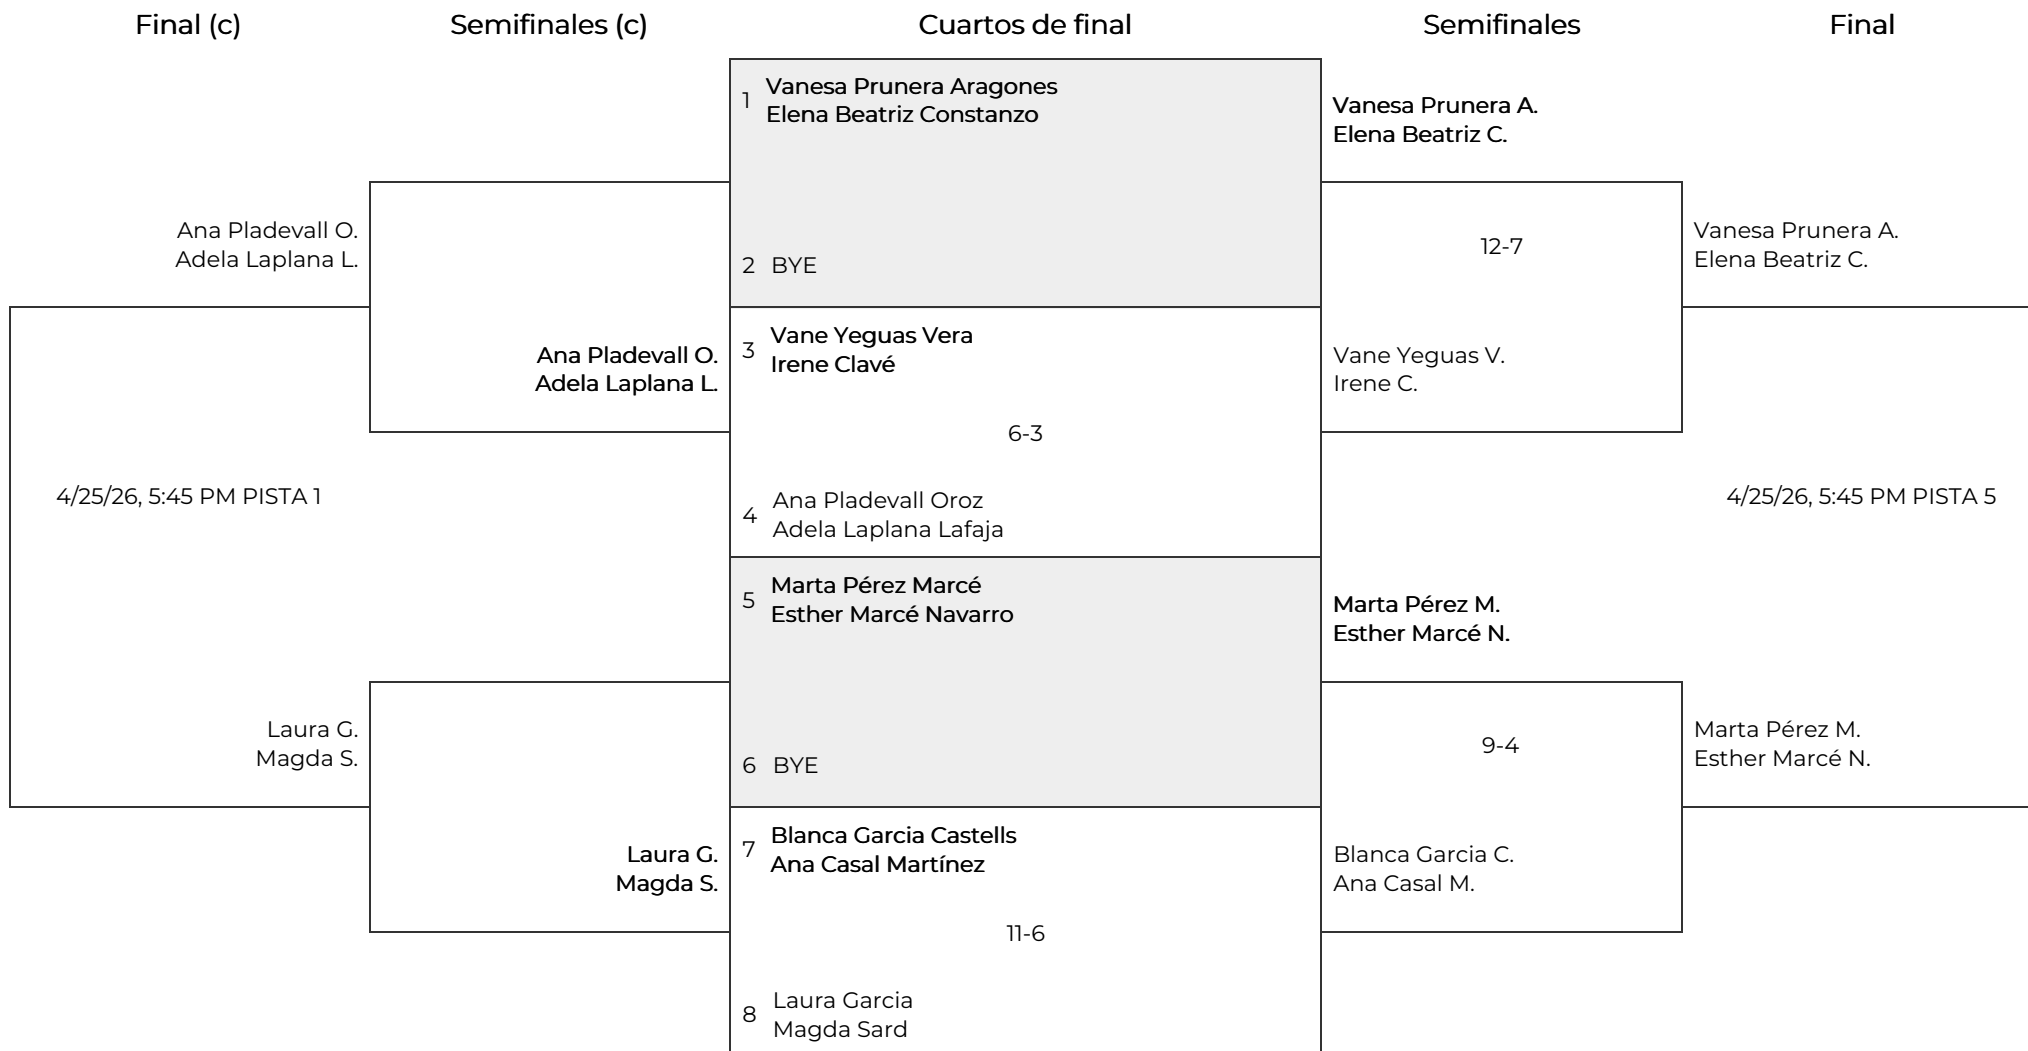 Final (c)
Semifinales (c)
Cuartos de final
Semifinales
Final
Ana Pladevall O.
Adela Laplana L.
4/25/26, 5:45 PM PISTA 1
Laura G.
Magda S.
Ana Pladevall O.
Adela Laplana L.
Laura G.
Magda S.
1 Vanesa Prunera Aragones
Elena Beatriz Constanzo
2 BYE
3 Vane Yeguas Vera
Irene Clavé
6-3
4 Ana Pladevall Oroz
Adela Laplana Lafaja
5 Marta Pérez Marcé
Esther Marcé Navarro
6 BYE
7 Blanca Garcia Castells
Ana Casal Martínez
11-6
8 Laura Garcia
Magda Sard
Vanesa Prunera A.
Elena Beatriz C.
12-7
Vane Yeguas V.
Irene C.
Marta Pérez M.
Esther Marcé N.
9-4
Blanca Garcia C.
Ana Casal M.
Vanesa Prunera A.
Elena Beatriz C.
4/25/26, 5:45 PM PISTA 5
Marta Pérez M.
Esther Marcé N.